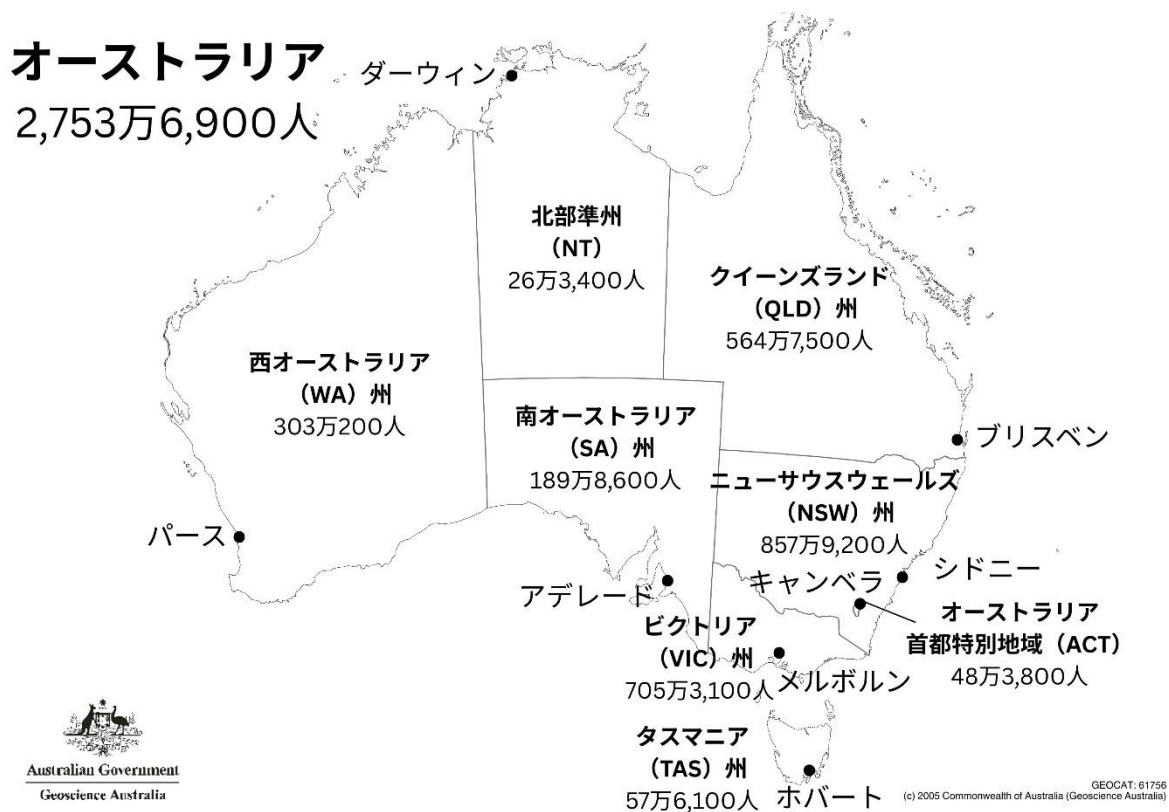 オーストラリア
2,753万6,900人
ダーウィン
北部準州
（NT）
26万3,400人
クイーンズランド
（QLD）州
564万7,500人
西オーストラリア
（WA）州
303万200人
南オーストラリア
（SA）州
189万8,600人
ブリスベン
ニューサウスウェールズ
（NSW）州
857万9,200人
パース
アデレード
キャンベラ
シドニー
オーストラリア
首都特別地域（ACT）
48万3,800人
ビクトリア
（VIC）州
705万3,100人
メルボルン
タスマニア
（TAS）州
57万6,100人
ホバート
Australian Government
Geoscience Australia
GEOCAT: 61756
(c) 2005 Commonwealth of Australia (Geoscience Australia)